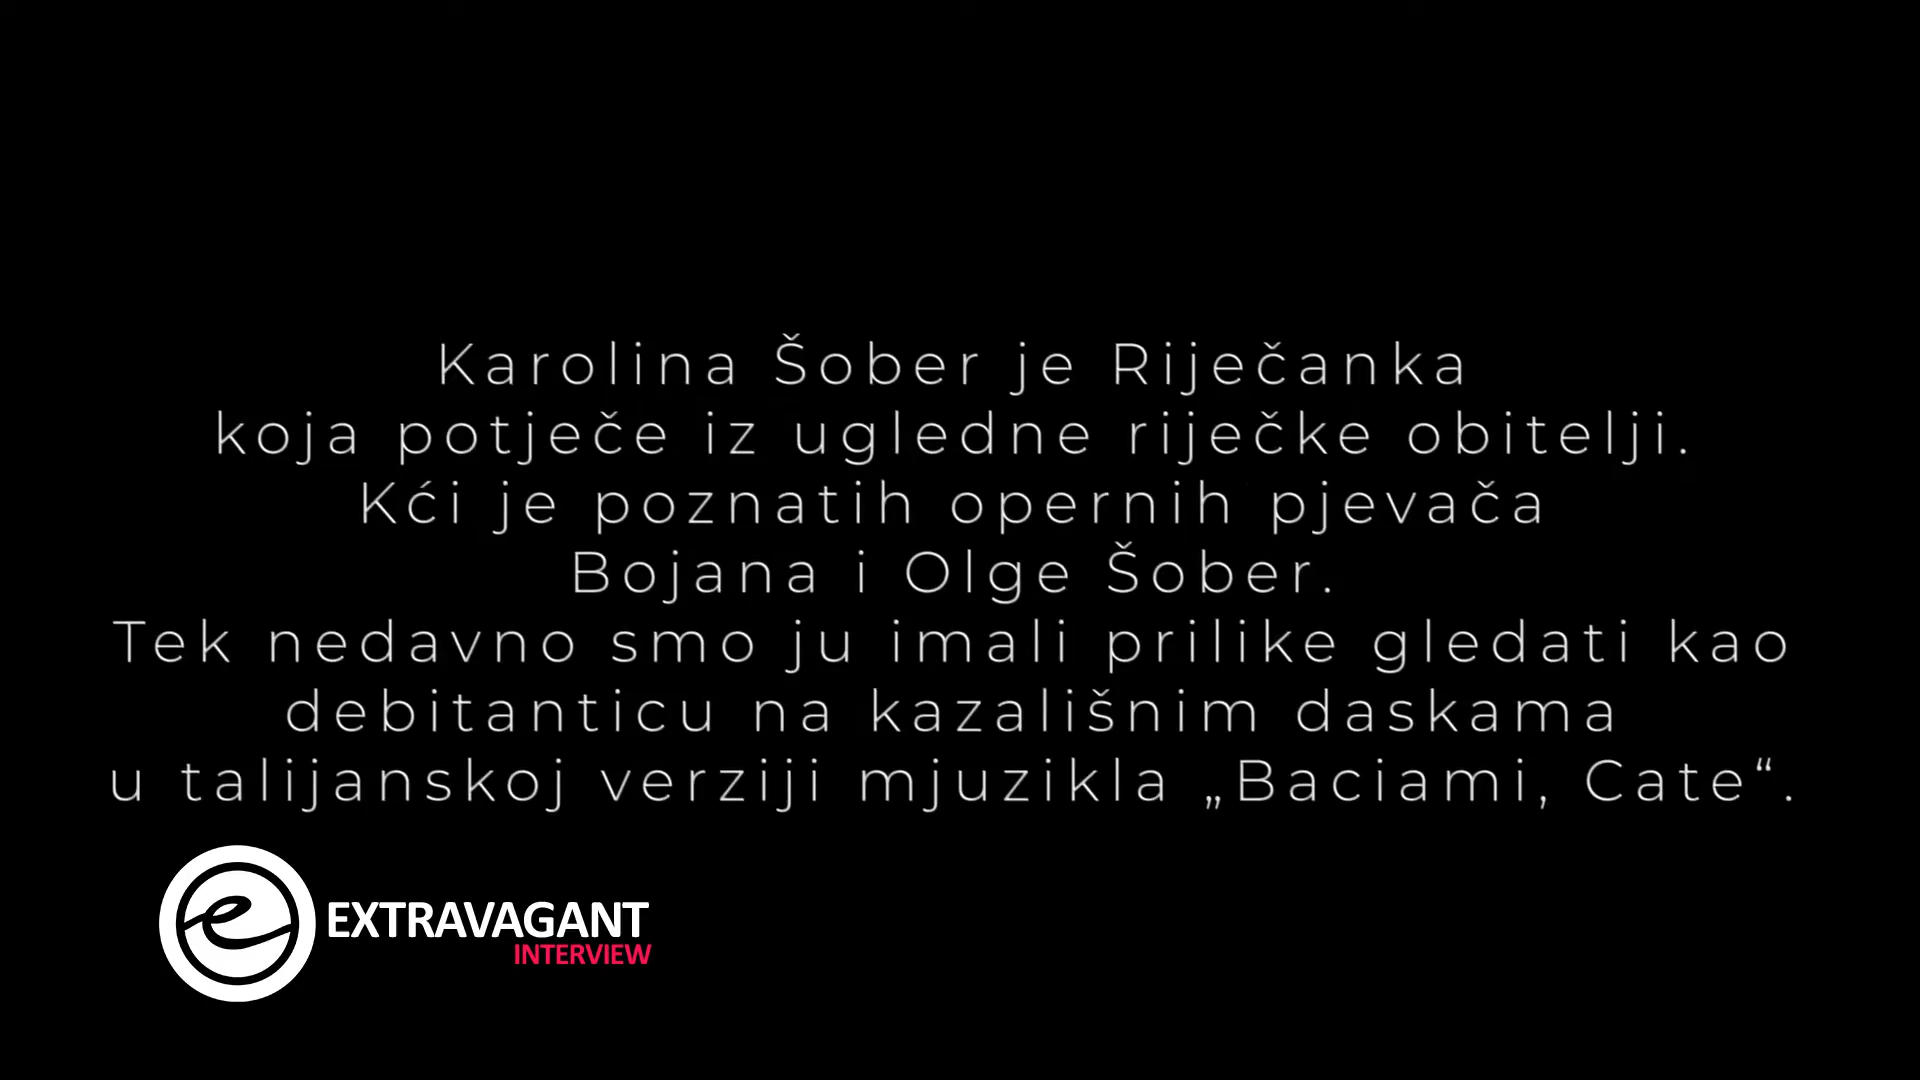 Karolina Šober je Riječanka
koja potječe iz ugledne riječke obitelji.
Kći je poznatih opernih pjevača
Bojana i Olge Šober.
Tek nedavno smo ju imali prilike gledati kao
debitanticu na kazališnim daskama
u talijanskoj verziji mjuzikla „Baciami, Cate“.
EXTRAVAGANT
INTERVIEW